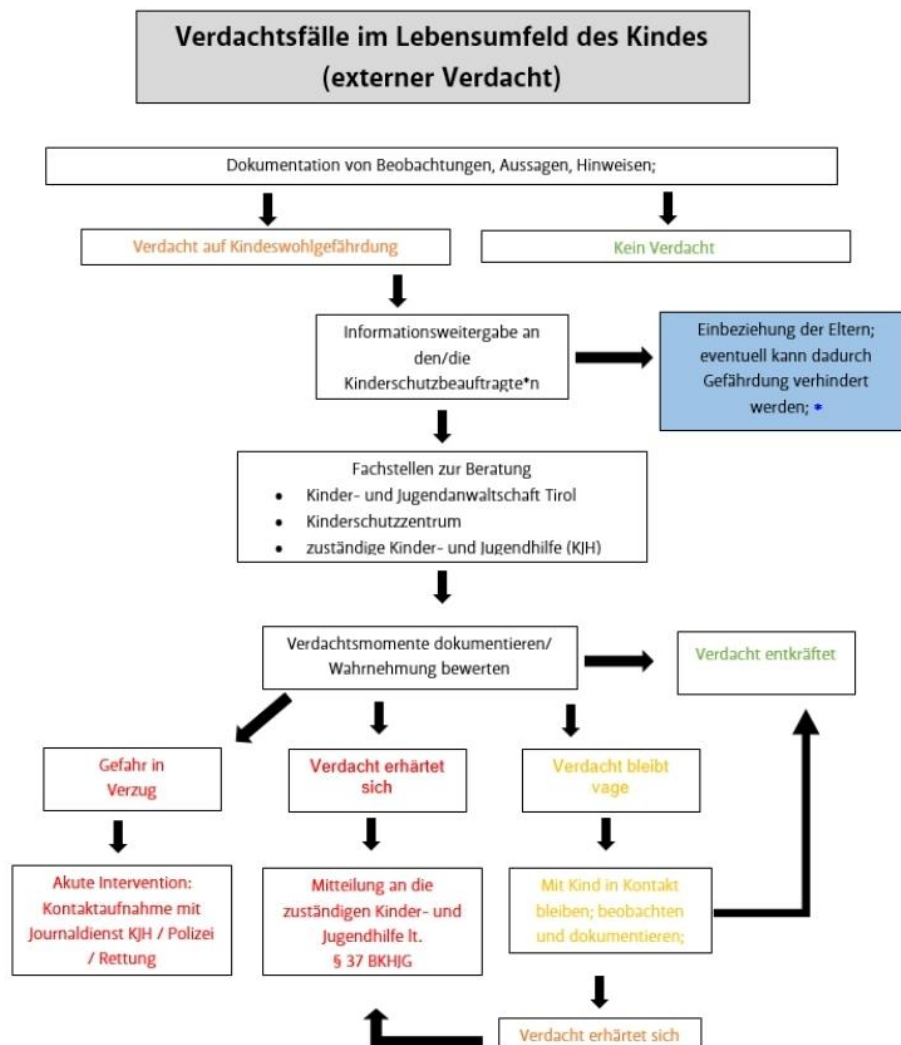 Verdachtsfälle im Lebensumfeld des Kindes
(externer Verdacht)
Dokumentation von Beobachtungen, Aussagen, Hinweisen;
Verdacht auf Kindeswohlgefährdung
Kein Verdacht
Informationsweitergabe an
den/die
Kinderschutzbeauftragte*n
Einbeziehung der Eltern;
eventuell kann dadurch
Gefährdung verhindert
werden; *
Fachstellen zur Beratung
• Kinder- und Jugendanwaltschaft Tirol
• Kinderschutzzentrum
• zuständige Kinder- und Jugendhilfe (KJH)
Verdachtsmomente dokumentieren/
Wahrnehmung bewerten
Verdacht entkräftet
Gefahr in
Verzug
Verdacht erhärtet
sich
Verdacht bleibt
vage
Akute Intervention:
Kontaktaufnahme mit
Journaldienst KJH / Polizei
/ Rettung
Mitteilung an die
zuständigen Kinder- und
Jugendhilfe lt.
§ 37 BKHJG
Mit Kind in Kontakt
bleiben; beobachten
und dokumentieren;
Verdacht erhärtet sich